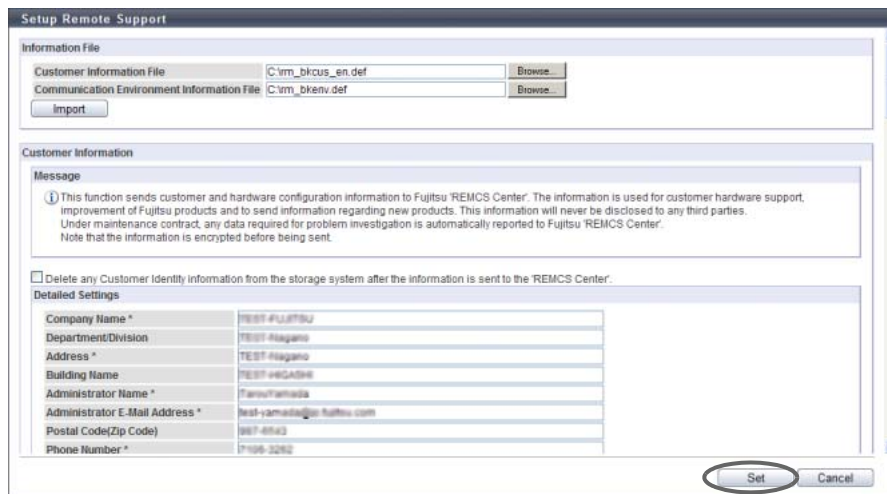 Setup Remote Support
Information File
Customer Information File C:\rm_bkcus_en.def Browse...
Communication Environment Information File C:\rm_bkenv.def Browse...
Import
Customer Information
Message
This function sends customer and hardware configuration information to Fujitsu 'REMCS Center'. The information is used for customer hardware support,
improvement of Fujitsu products and to send information regarding new products. This information will never be disclosed to any third parties.
Under maintenance contract, any data required for problem investigation is automatically reported to Fujitsu 'REMCS Center'.
Note that the information is encrypted before being sent.
Delete any Customer Identity information from the storage system after the information is sent to the 'REMCS Center'.
Detailed Settings
Company Name * TEST-FUJITSU
Department/Division TEST-Nagano
Address * TEST-Nagano
Building Name
Administrator Name * TarouYamada
Administrator E-Mail Address *
Postal Code(Zip Code)
Phone Number *
Set Cancel